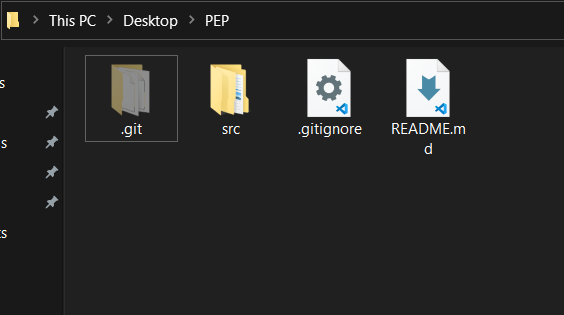 This PC > Desktop > PEP
.git
src
.gitignore
README.m
d